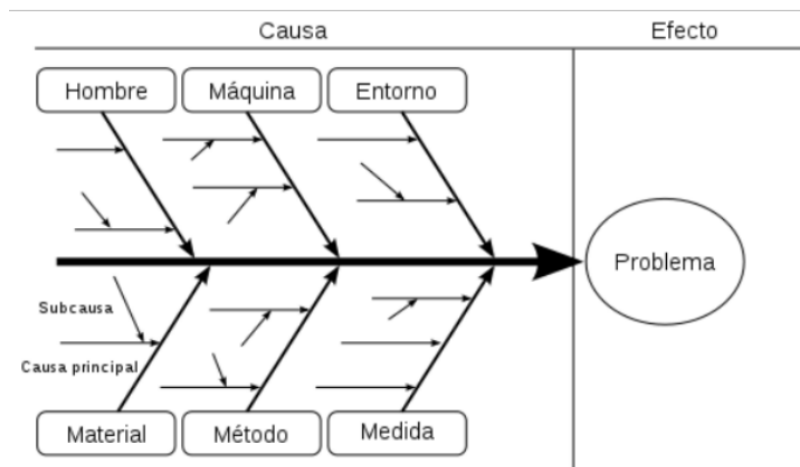 Causa
Efecto
Hombre
Máquina
Entorno
Problema
Subcausa
Causa principal
Material
Método
Medida